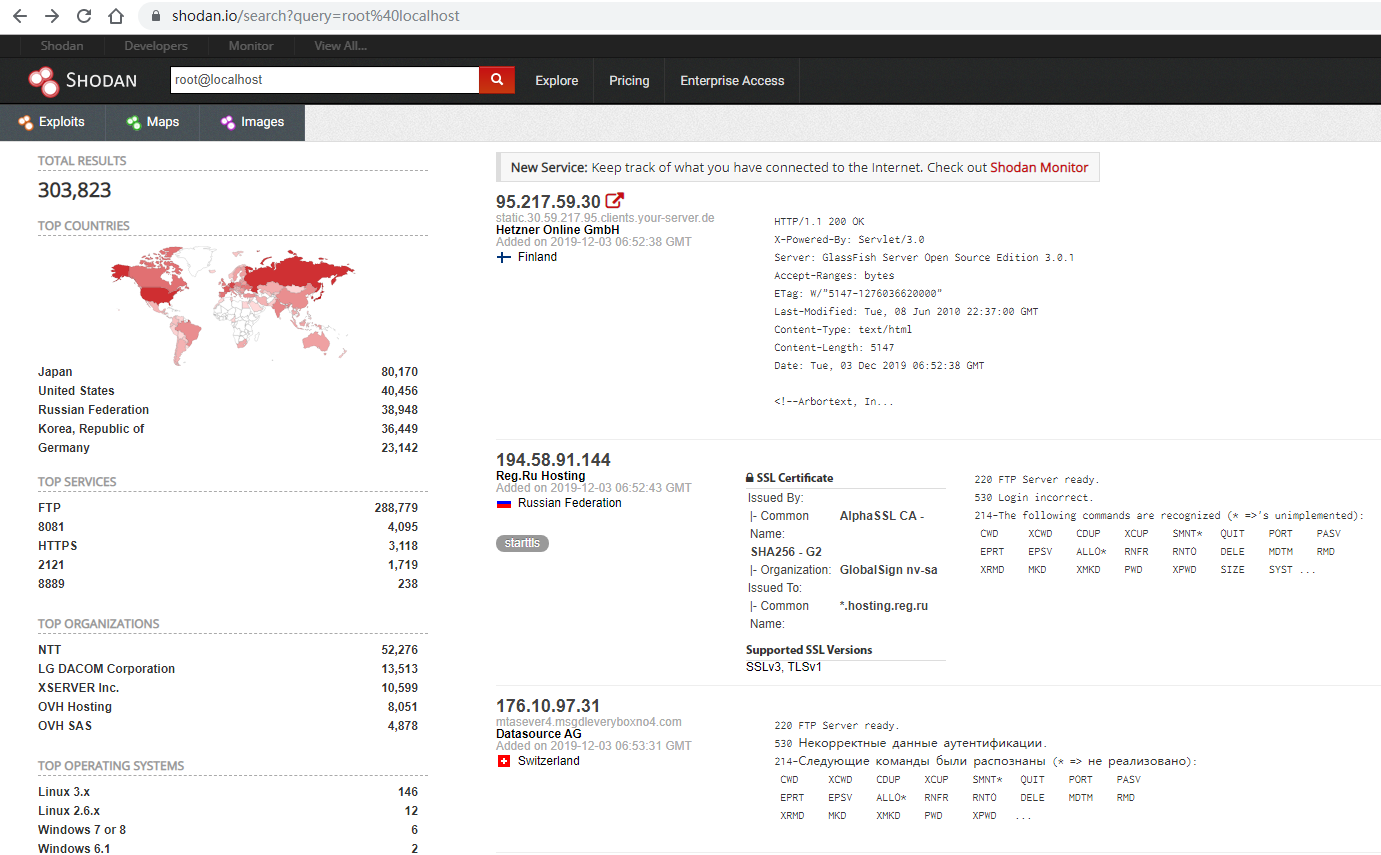 shodan.io/search?query=root%40localhost
Shodan Developers Monitor View All...
SHODAN root@localhost Explore Pricing Enterprise Access
Exploits Maps Images
TOTAL RESULTS
303,823
TOP COUNTRIES
Japan 80,170
United States 40,456
Russian Federation 38,948
Korea, Republic of 36,449
Germany 23,142
TOP SERVICES
FTP 288,779
8081 4,095
HTTPS 3,118
2121 1,719
8889 238
TOP ORGANIZATIONS
NTT 52,276
LG DACOM Corporation 13,513
XSERVER Inc. 10,599
OVH Hosting 8,051
OVH SAS 4,878
TOP OPERATING SYSTEMS
Linux 3.x 146
Linux 2.6.x 12
Windows 7 or 8 6
Windows 6.1 2
New Service: Keep track of what you have connected to the Internet. Check out Shodan Monitor
95.217.59.30
static.30.59.217.95.clients.your-server.de
Hetzner Online GmbH
Added on 2019-12-03 06:52:38 GMT
Finland
HTTP/1.1 200 OK
X-Powered-By: Servlet/3.0
Server: GlassFish Server Open Source Edition 3.0.1
Accept-Ranges: bytes
ETag: W/"5147-1276036620000"
Last-Modified: Tue, 08 Jun 2010 22:37:00 GMT
Content-Type: text/html
Content-Length: 5147
Date: Tue, 03 Dec 2019 06:52:38 GMT
<!--Arbortext, In...
194.58.91.144
Reg.Ru Hosting
Added on 2019-12-03 06:52:43 GMT
Russian Federation
starttls
SSL Certificate
Issued By:
|- Common AlphaSSL CA -
Name:
SHA256 - G2
|- Organization: GlobalSign nv-sa
Issued To:
|- Common *.hosting.reg.ru
Name:
Supported SSL Versions
SSLv3, TLSv1
220 FTP Server ready.
530 Login incorrect.
214-The following commands are recognized (* =>'s unimplemented):
CWD XCWD CDUP XCUP SMNT* QUIT PORT PASV
EPRT EPSV ALLO* RNFR RNTO DELE MDTM RMD
XRMD MKD XMKD PWD XPWD SIZE SYST ...
176.10.97.31
mtasever4.msgdleveryboxno4.com
Datasource AG
Added on 2019-12-03 06:53:31 GMT
Switzerland
220 FTP Server ready.
530 Некорректные данные аутентификации.
214-Следующие команды были распознаны (* => не реализовано):
CWD XCWD CDUP XCUP SMNT* QUIT PORT PASV
EPRT EPSV ALLO* RNFR RNTO DELE MDTM RMD
XRMD MKD XMKD PWD XPWD ...